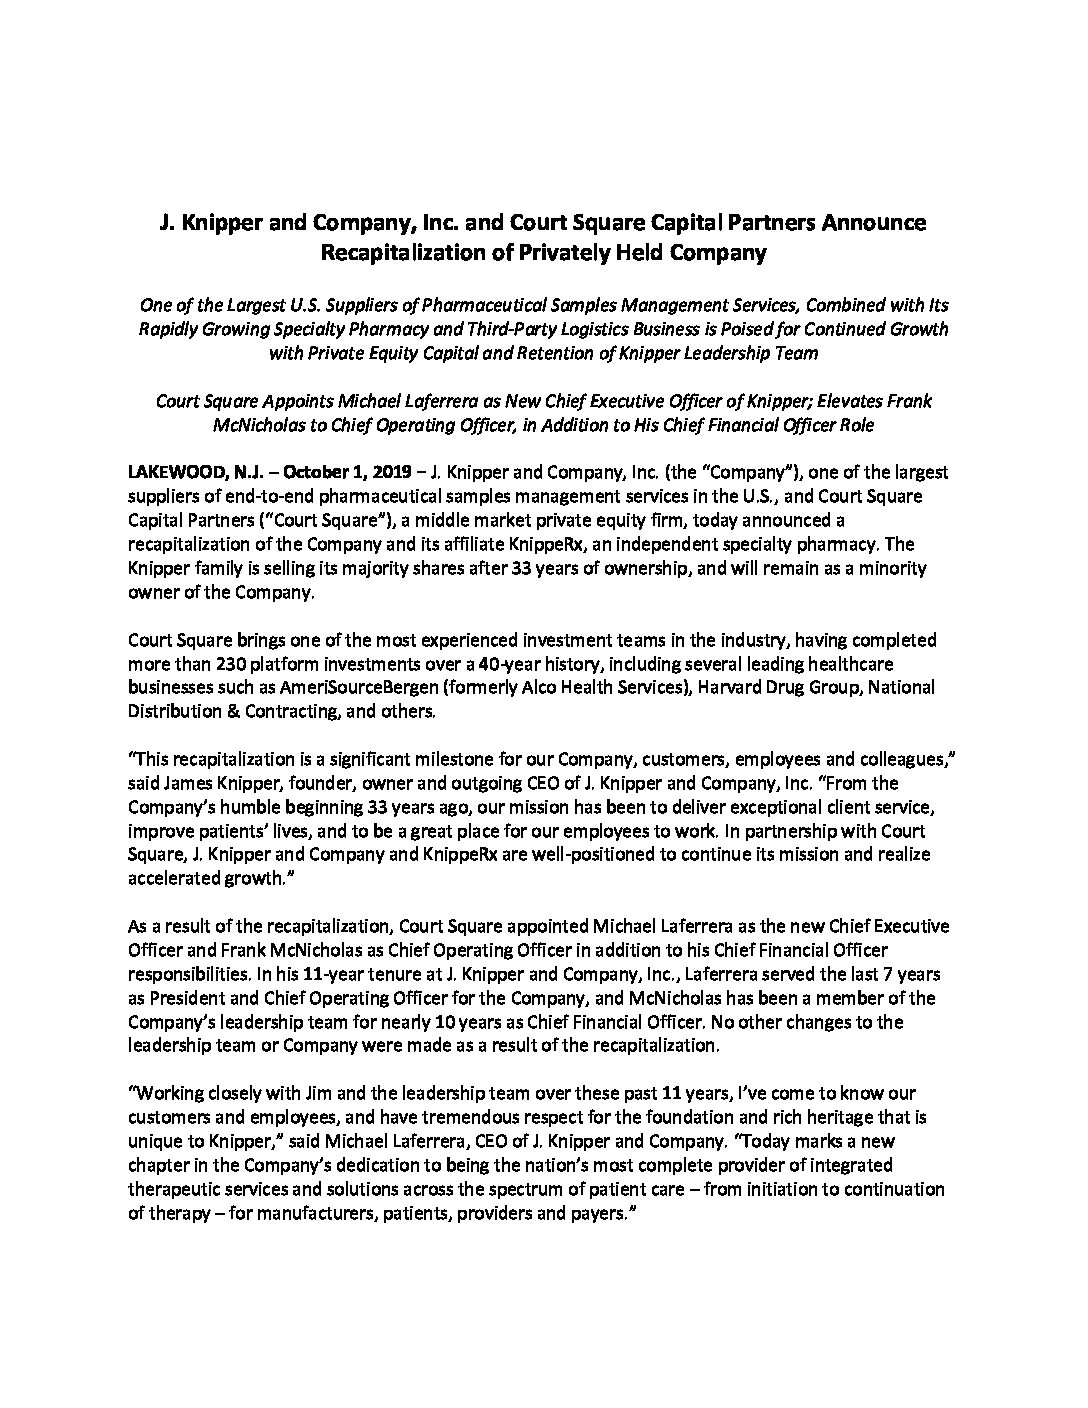 J. Knipper and Company, Inc. and Court Square Capital Partners Announce
Recapitalization of Privately Held Company
One of the Largest U.S. Suppliers of Pharmaceutical Samples Management Services, Combined with Its
Rapidly Growing Specialty Pharmacy and Third-Party Logistics Business is Poised for Continued Growth
with Private Equity Capital and Retention of Knipper Leadership Team
Court Square Appoints Michael Laferrera as New Chief Executive Officer of Knipper; Elevates Frank
McNicholas to Chief Operating Officer, in Addition to His Chief Financial Officer Role
LAKEWOOD, N.J. – October 1, 2019 – J. Knipper and Company, Inc. (the “Company”), one of the largest
suppliers of end-to-end pharmaceutical samples management services in the U.S., and Court Square
Capital Partners (“Court Square”), a middle market private equity firm, today announced a
recapitalization of the Company and its affiliate KnippeRx, an independent specialty pharmacy. The
Knipper family is selling its majority shares after 33 years of ownership, and will remain as a minority
owner of the Company.
Court Square brings one of the most experienced investment teams in the industry, having completed
more than 230 platform investments over a 40-year history, including several leading healthcare
businesses such as AmeriSourceBergen (formerly Alco Health Services), Harvard Drug Group, National
Distribution & Contracting, and others.
“This recapitalization is a significant milestone for our Company, customers, employees and colleagues,”
said James Knipper, founder, owner and outgoing CEO of J. Knipper and Company, Inc. “From the
Company’s humble beginning 33 years ago, our mission has been to deliver exceptional client service,
improve patients’ lives, and to be a great place for our employees to work. In partnership with Court
Square, J. Knipper and Company and KnippeRx are well-positioned to continue its mission and realize
accelerated growth.”
As a result of the recapitalization, Court Square appointed Michael Laferrera as the new Chief Executive
Officer and Frank McNicholas as Chief Operating Officer in addition to his Chief Financial Officer
responsibilities. In his 11-year tenure at J. Knipper and Company, Inc., Laferrera served the last 7 years
as President and Chief Operating Officer for the Company, and McNicholas has been a member of the
Company’s leadership team for nearly 10 years as Chief Financial Officer. No other changes to the
leadership team or Company were made as a result of the recapitalization.
“Working closely with Jim and the leadership team over these past 11 years, I’ve come to know our
customers and employees, and have tremendous respect for the foundation and rich heritage that is
unique to Knipper,” said Michael Laferrera, CEO of J. Knipper and Company. “Today marks a new
chapter in the Company’s dedication to being the nation’s most complete provider of integrated
therapeutic services and solutions across the spectrum of patient care – from initiation to continuation
of therapy – for manufacturers, patients, providers and payers.”